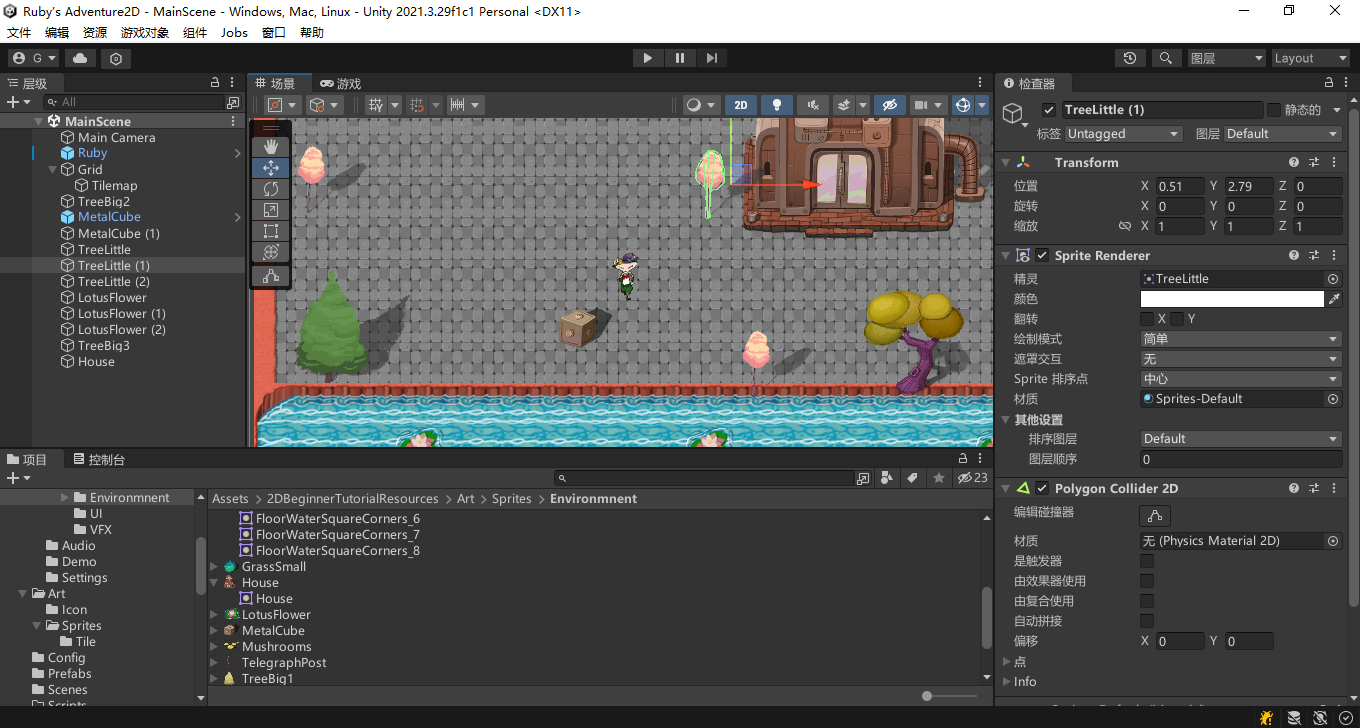 Ruby's Adventure2D - MainScene - Windows, Mac, Linux - Unity 2021.3.29f1c1 Personal <DX11>
文件 编辑 资源 游戏对象 组件 Jobs 窗口 帮助
G 图层 Layout
层级
All
MainScene
Main Camera
Ruby
Grid
Tilemap
TreeBig2
MetalCube
MetalCube (1)
TreeLittle
TreeLittle (1)
TreeLittle (2)
LotusFlower
LotusFlower (1)
LotusFlower (2)
TreeBig3
House
场景 游戏
2D
检查器
TreeLittle (1) 静态的
标签 Untagged 图层 Default
Transform
位置 X 0.51 Y 2.79 Z 0
旋转 X 0 Y 0 Z 0
缩放 X 1 Y 1 Z 1
Sprite Renderer
精灵 TreeLittle
颜色
翻转 X Y
绘制模式 简单
遮罩交互 无
Sprite 排序点 中心
材质 Sprites-Default
其他设置
排序图层 Default
图层顺序 0
Polygon Collider 2D
编辑碰撞器
材质 无 (Physics Material 2D)
是触发器
由效果器使用
由复合使用
自动拼接
偏移 X 0 Y 0
点
Info
项目 控制台
23
Environmnent
UI
VFX
Audio
Demo
Settings
Art
Icon
Sprites
Tile
Config
Prefabs
Scenes
Scripts
Assets > 2DBeginnerTutorialResources > Art > Sprites > Environmnent
FloorWaterSquareCorners_6
FloorWaterSquareCorners_7
FloorWaterSquareCorners_8
GrassSmall
House
House
LotusFlower
MetalCube
Mushrooms
TelegraphPost
TreeBig1